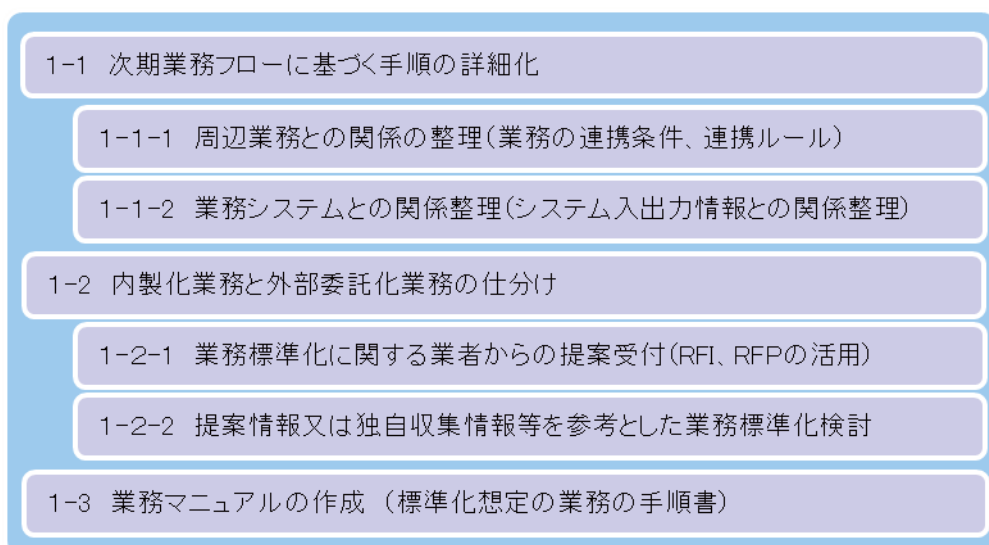 1-1 次期業務フローに基づく手順の詳細化
1-1-1 周辺業務との関係の整理(業務の連携条件、連携ルール)
1-1-2 業務システムとの関係整理(システム入出力情報との関係整理)
1-2 内製化業務と外部委託化業務の仕分け
1-2-1 業務標準化に関する業者からの提案受付(RFI、RFPの活用)
1-2-2 提案情報又は独自収集情報等を参考とした業務標準化検討
1-3 業務マニュアルの作成 (標準化想定の業務の手順書)